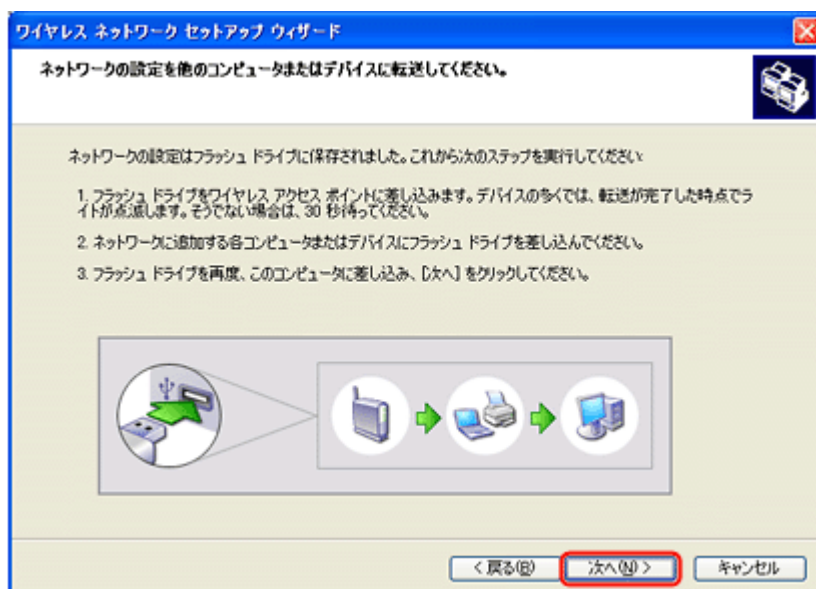 ワイヤレス ネットワーク セットアップ ウィザード
ネットワークの設定を他のコンピュータまたはデバイスに転送してください。
ネットワークの設定はフラッシュ ドライブに保存されました。これから次のステップを実行してください:
1. フラッシュ ドライブをワイヤレス アクセス ポイントに差し込みます。デバイスの多くでは、転送が完了した時点でラ
イトが点滅します。そうでない場合は、30 秒待ってください。
2. ネットワークに追加する各コンピュータまたはデバイスにフラッシュ ドライブを差し込んでください。
3. フラッシュ ドライブを再度、このコンピュータに差し込み、[次へ] をクリックしてください。
< 戻る(B)
次へ(N) >
キャンセル